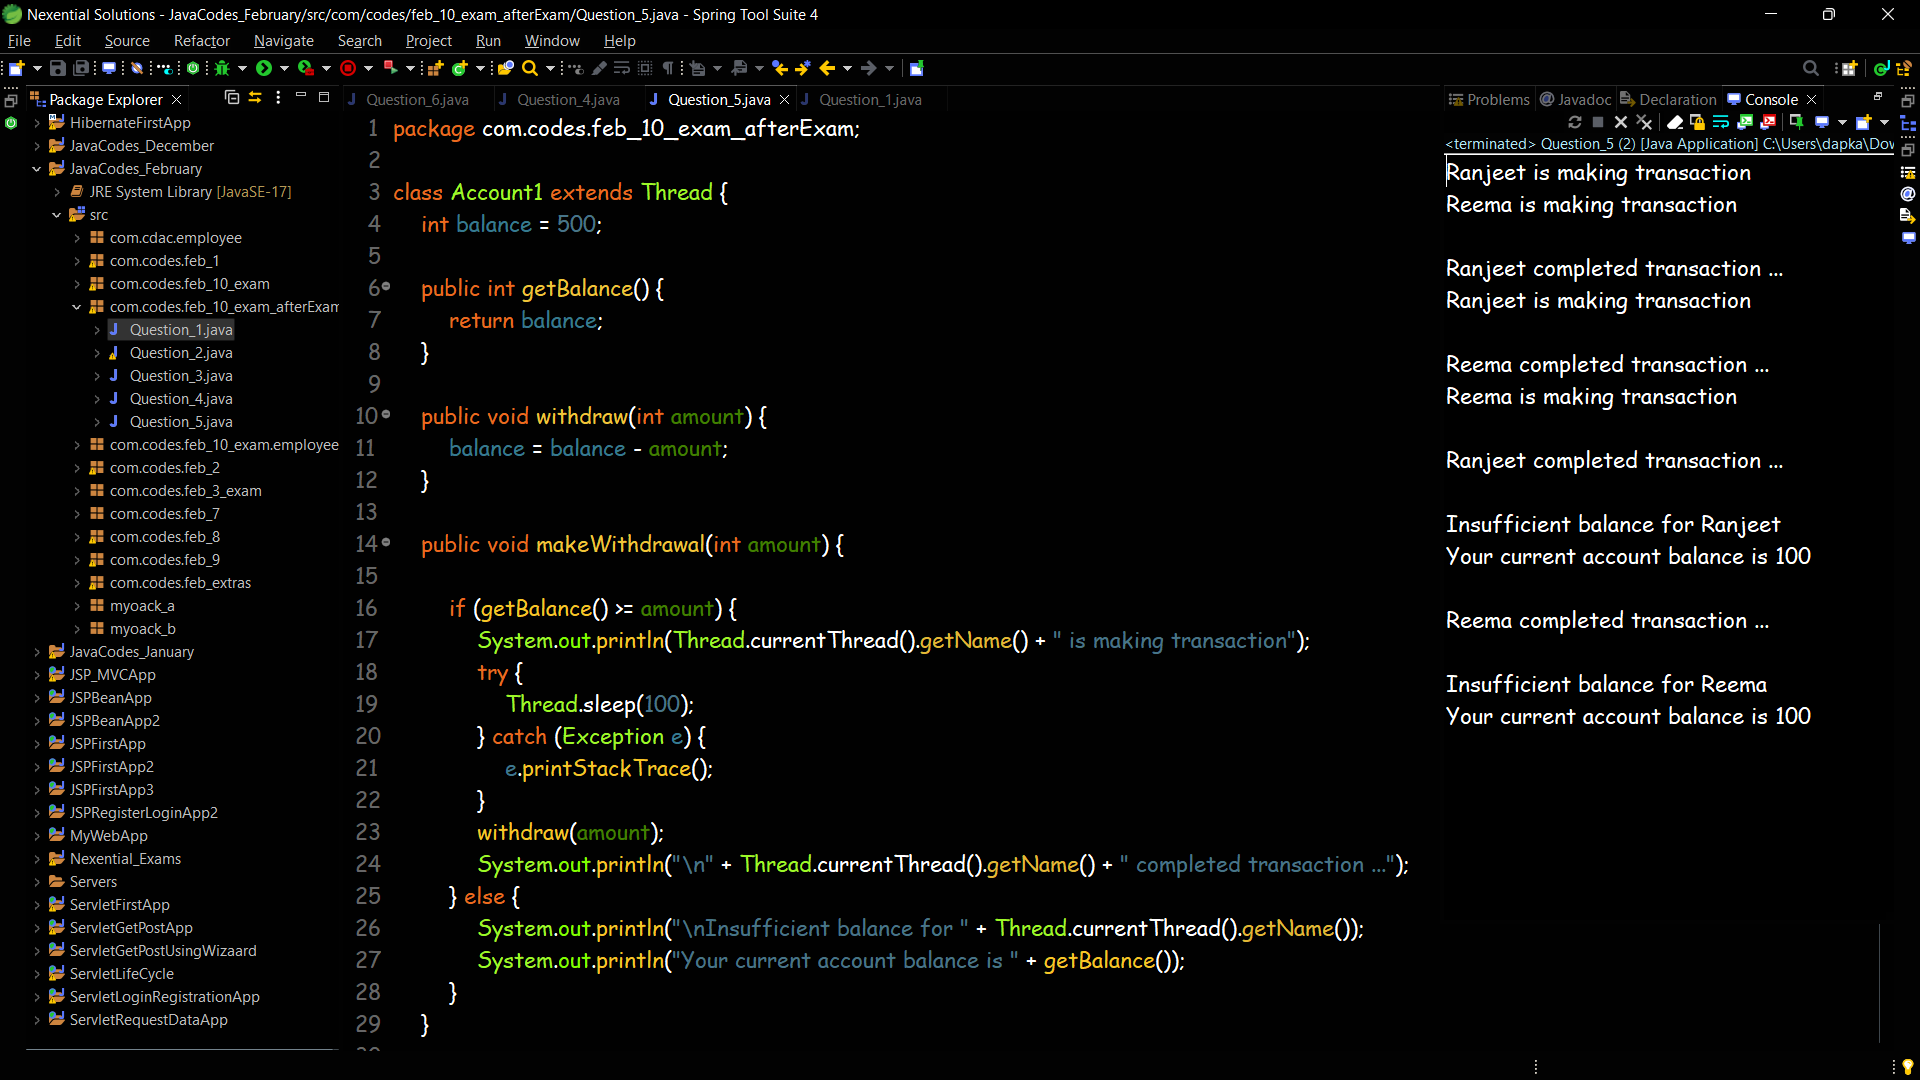 Nexential Solutions - JavaCodes_February/src/com/codes/feb_10_exam_afterExam/Question_5.java - Spring Tool Suite 4
File Edit Source Refactor Navigate Search Project Run Window Help
Package Explorer
HibernateFirstApp
JavaCodes_December
JavaCodes_February
JRE System Library [JavaSE-17]
src
com.cdac.employee
com.codes.feb_1
com.codes.feb_10_exam
com.codes.feb_10_exam_afterExam
Question_1.java
Question_2.java
Question_3.java
Question_4.java
Question_5.java
com.codes.feb_10_exam.employee
com.codes.feb_2
com.codes.feb_3_exam
com.codes.feb_7
com.codes.feb_8
com.codes.feb_9
com.codes.feb_extras
myoack_a
myoack_b
JavaCodes_January
JSP_MVCApp
JSPBeanApp
JSPBeanApp2
JSPFirstApp
JSPFirstApp2
JSPFirstApp3
JSPRegisterLoginApp2
MyWebApp
Nexential_Exams
Servers
ServletFirstApp
ServletGetPostApp
ServletGetPostUsingWizaard
ServletLifeCycle
ServletLoginRegistrationApp
ServletRequestDataApp
Question_6.java Question_4.java Question_5.java Question_1.java
1 package com.codes.feb_10_exam_afterExam;
2
3 class Account1 extends Thread {
4 int balance = 500;
5
6 public int getBalance() {
7 return balance;
8 }
9
10 public void withdraw(int amount) {
11 balance = balance - amount;
12 }
13
14 public void makeWithdrawal(int amount) {
15
16 if (getBalance() >= amount) {
17 System.out.println(Thread.currentThread().getName() + " is making transaction");
18 try {
19 Thread.sleep(100);
20 } catch (Exception e) {
21 e.printStackTrace();
22 }
23 withdraw(amount);
24 System.out.println("\n" + Thread.currentThread().getName() + " completed transaction ...");
25 } else {
26 System.out.println("\nInsufficient balance for " + Thread.currentThread().getName());
27 System.out.println("Your current account balance is " + getBalance());
28 }
29 }
Problems Javadoc Declaration Console
<terminated> Question_5 (2) [Java Application] C:\Users\dapka\Dov
Ranjeet is making transaction
Reema is making transaction
Ranjeet completed transaction ...
Ranjeet is making transaction
Reema completed transaction ...
Reema is making transaction
Ranjeet completed transaction ...
Insufficient balance for Ranjeet
Your current account balance is 100
Reema completed transaction ...
Insufficient balance for Reema
Your current account balance is 100